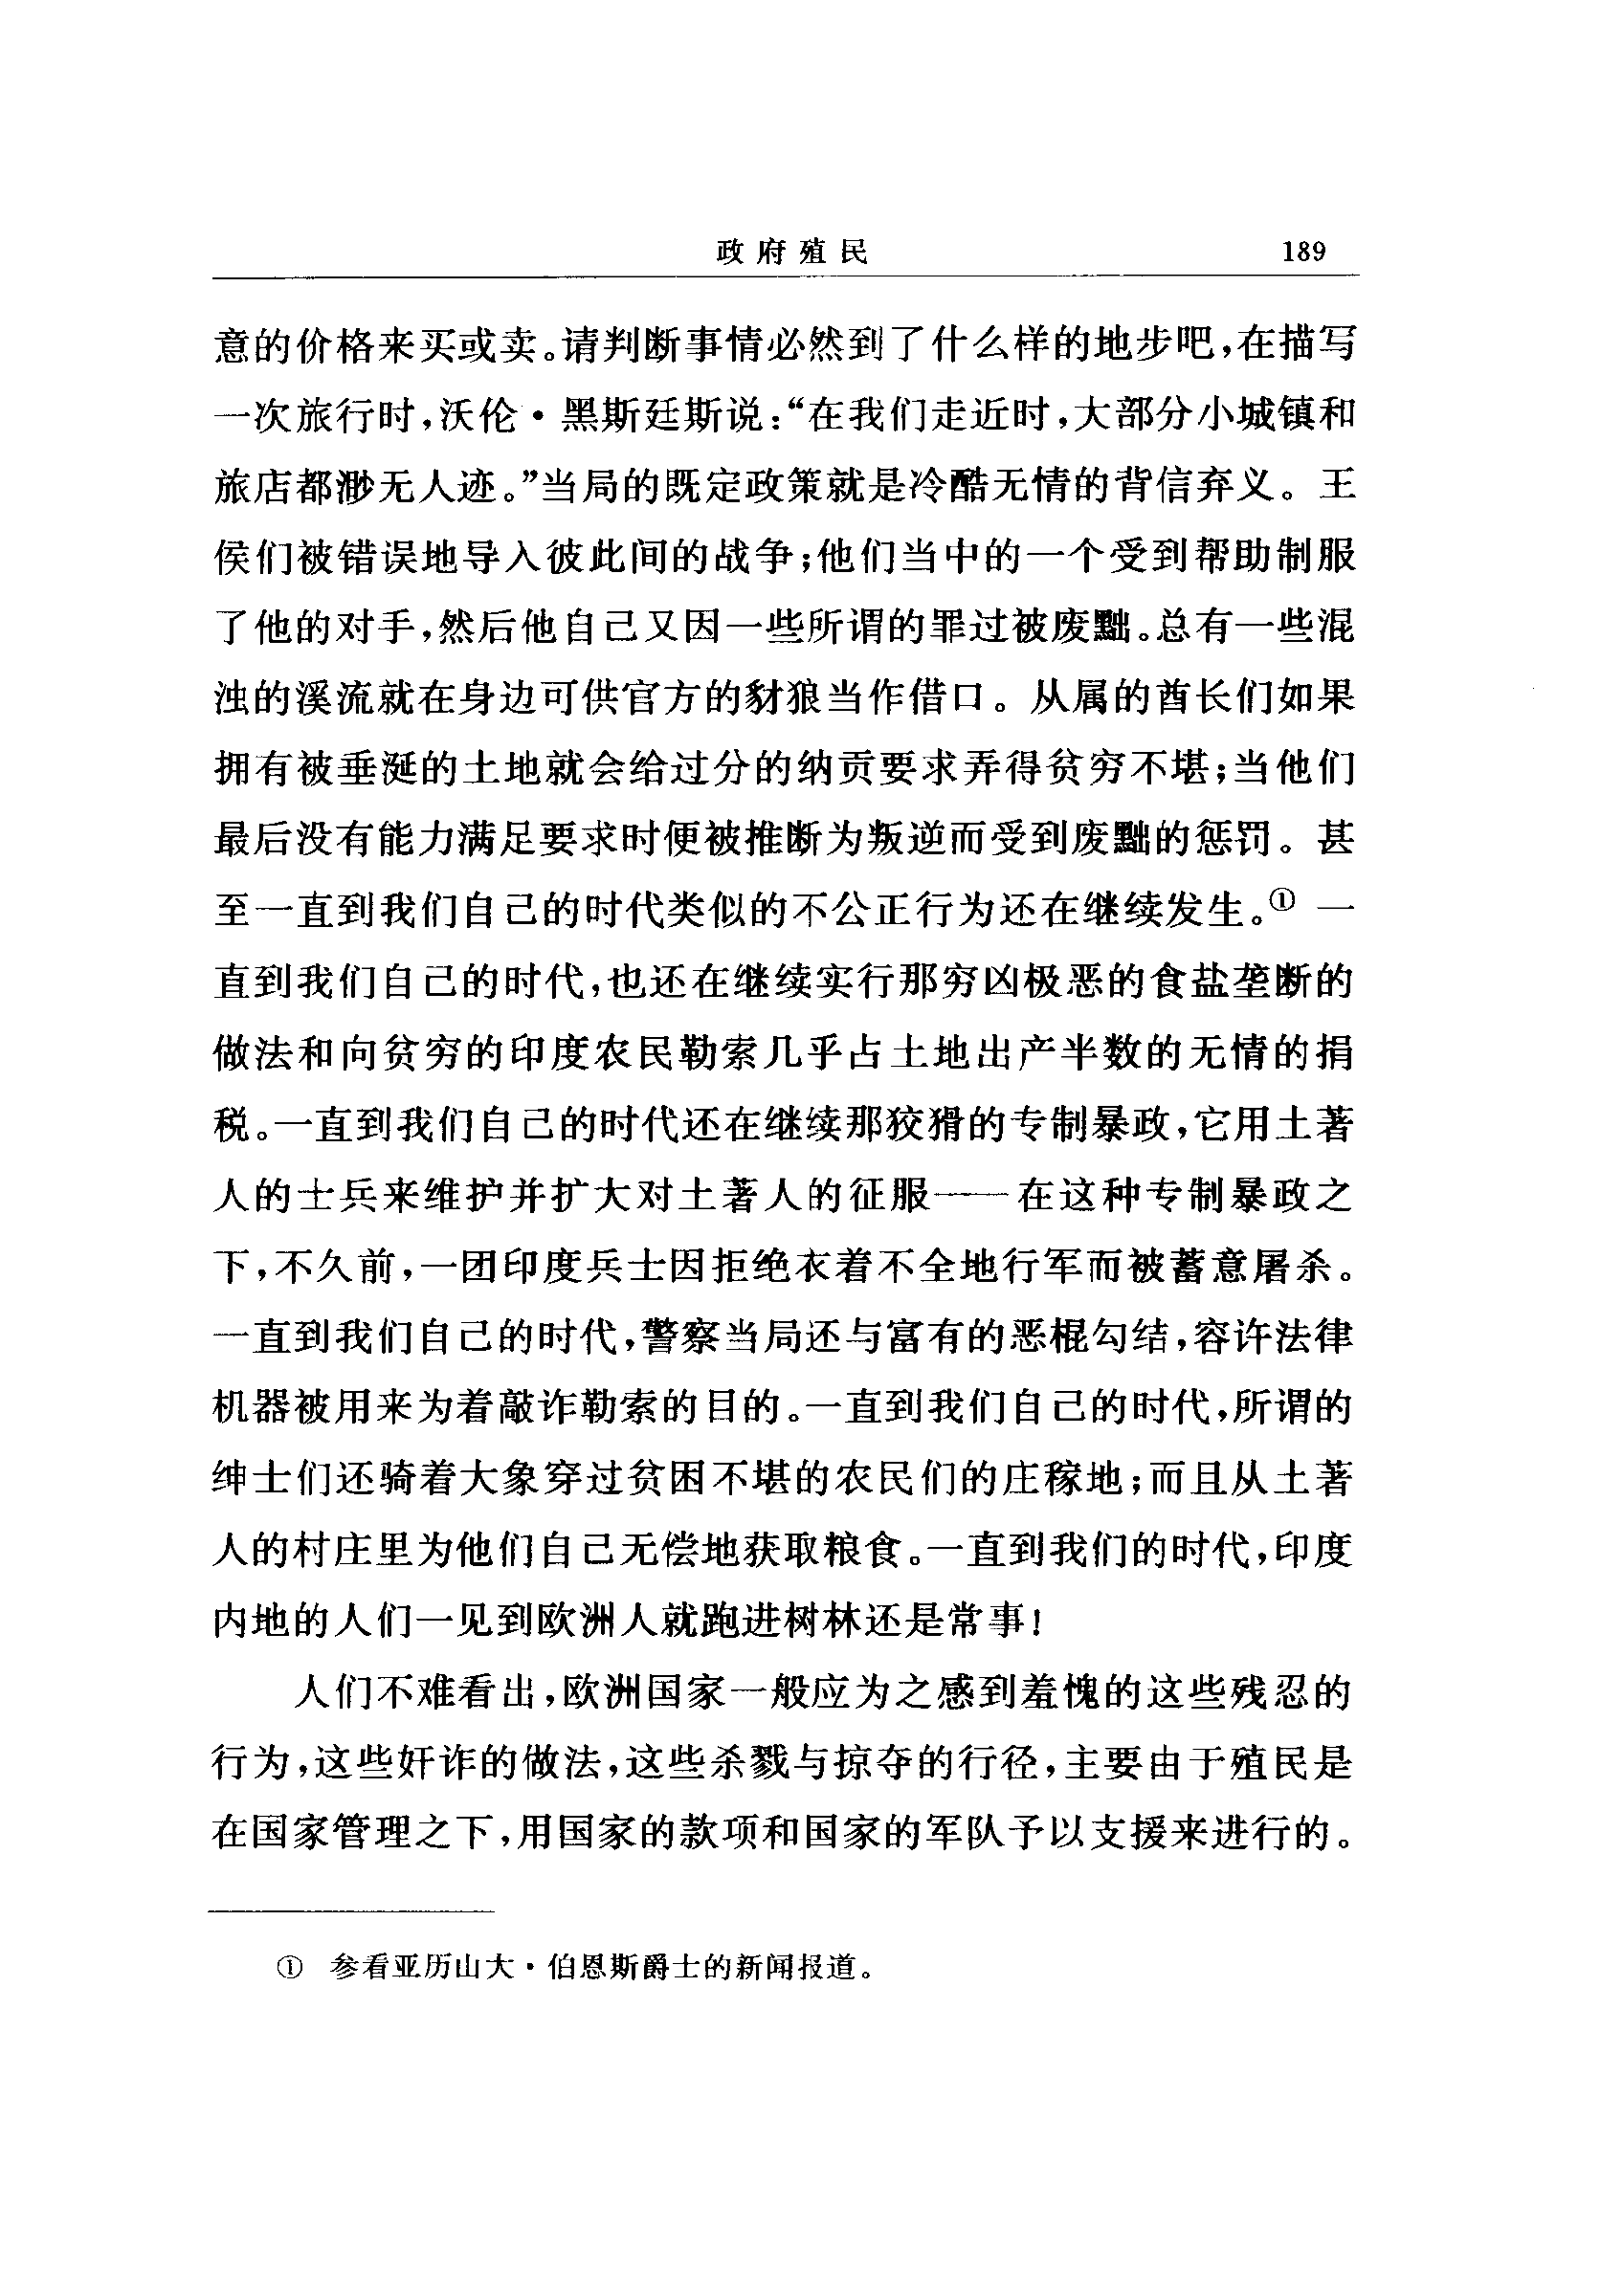 政府殖民 189
意的价格来买或卖。请判断事情必然到了什么样的地步吧，在描写
一次旅行时，沃伦·黑斯廷斯说：“在我们走近时，大部分小城镇和
旅店都渺无人迹。”当局的既定政策就是冷酷无情的背信弃义。王
侯们被错误地导入彼此间的战争；他们当中的一个受到帮助制服
了他的对手，然后他自己又因一些所谓的罪过被废黜。总有一些混
浊的溪流就在身边可供官方的豺狼当作借口。从属的酋长们如果
拥有被垂涎的土地就会给过分的纳贡要求弄得贫穷不堪；当他们
最后没有能力满足要求时便被推断为叛逆而受到废黜的惩罚。甚
至一直到我们自己的时代类似的不公正行为还在继续发生。① 一
直到我们自己的时代，也还在继续实行那穷凶极恶的食盐垄断的
做法和向贫穷的印度农民勒索几乎占土地出产半数的无情的捐
税。一直到我们自己的时代还在继续那狡猾的专制暴政，它用土著
人的士兵来维护并扩大对土著人的征服——在这种专制暴政之
下，不久前，一团印度兵士因拒绝衣着不全地行军而被蓄意屠杀。
一直到我们自己的时代，警察当局还与富有的恶棍勾结，容许法律
机器被用来为着敲诈勒索的目的。一直到我们自己的时代，所谓的
绅士们还骑着大象穿过贫困不堪的农民们的庄稼地；而且从土著
人的村庄里为他们自己无偿地获取粮食。一直到我们的时代，印度
内地的人们一见到欧洲人就跑进树林还是常事！
人们不难看出，欧洲国家一般应为之感到羞愧的这些残忍的
行为，这些奸诈的做法，这些杀戮与掠夺的行径，主要由于殖民是
在国家管理之下，用国家的款项和国家的军队予以支援来进行的。
① 参看亚历山大·伯恩斯爵士的新闻报道。